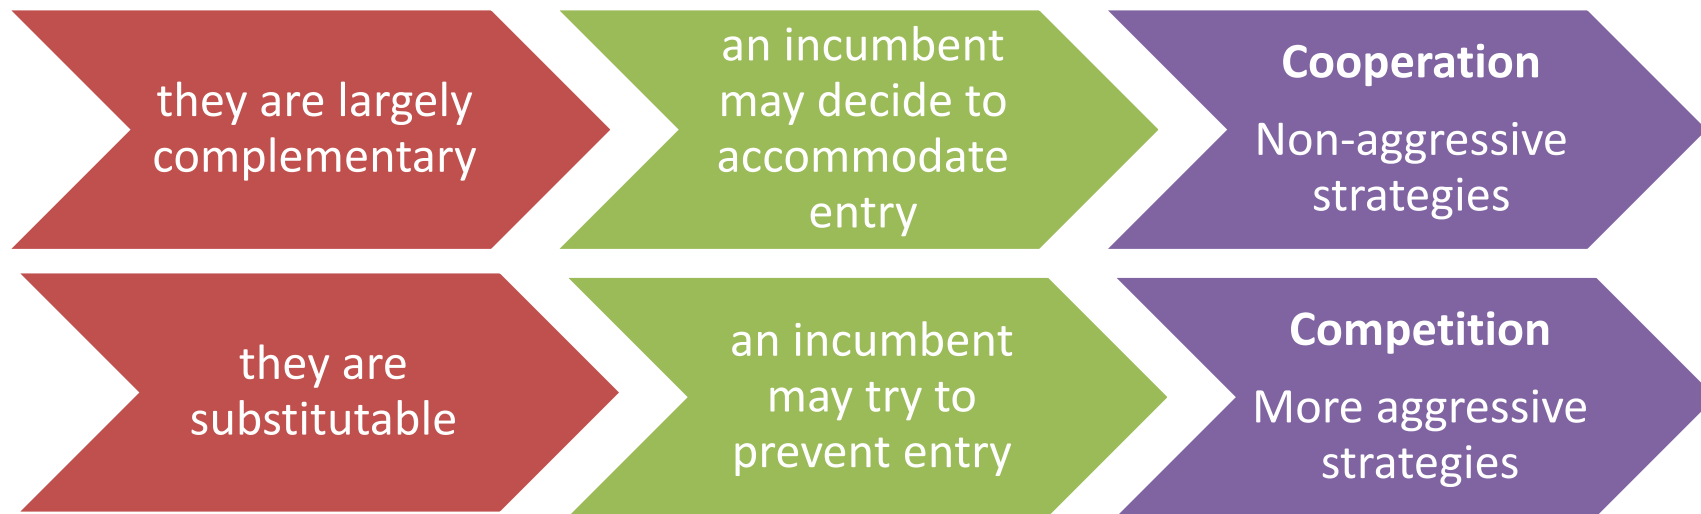 they are largely
complementary
an incumbent
may decide to
accommodate
entry
Cooperation
Non-aggressive
strategies
they are
substitutable
an incumbent
may try to
prevent entry
Competition
More aggressive
strategies